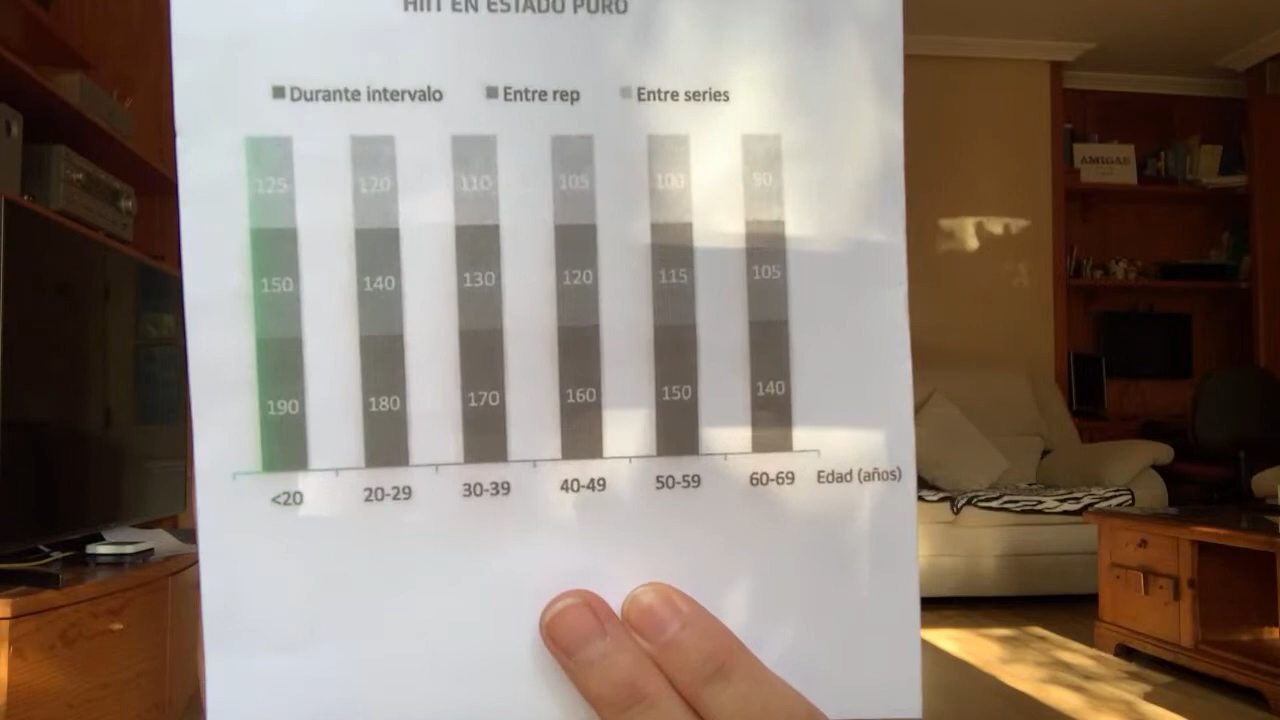 HIIT EN ESTADO PURO
Durante intervalo Entre rep Entre series
125 120 110 105 100 90
150 140 130 120 115 105
190 180 170 160 150 140
<20 20-29 30-39 40-49 50-59 60-69 Edad (años)
AMIGAS